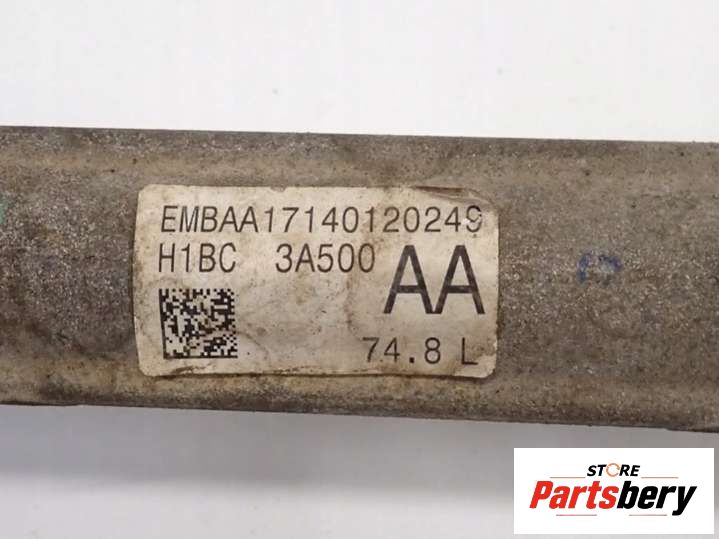 EMBAA17140120249
H1BC 3A500 AA
74.8 L
STORE
Partsbery